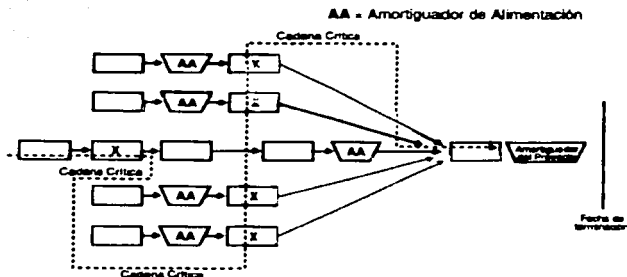 AA = Amortiguador de Alimentación
Cadena Crítica
AA
X
AA
X
X
AA
Amortiguador
del Proyecto
Cadena Crítica
AA
X
AA
X
Fecha de
terminación
Cadena Crítica